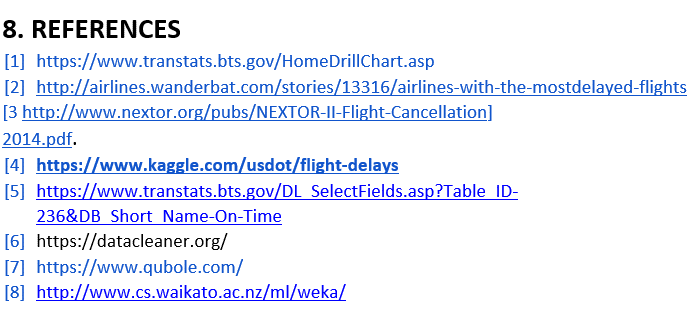 8. REFERENCES
[1] https://www.transtats.bts.gov/HomeDrillChart.asp
[2] http://airlines.wanderbat.com/stories/13316/airlines-with-the-mostdelayed-flights
[3 http://www.nextor.org/pubs/NEXTOR-II-Flight-Cancellation]
2014.pdf.
[4] https://www.kaggle.com/usdot/flight-delays
[5] https://www.transtats.bts.gov/DL_SelectFields.asp?Table_ID-
236&DB_Short_Name-On-Time
[6] https://datacleaner.org/
[7] https://www.qubole.com/
[8] http://www.cs.waikato.ac.nz/ml/weka/